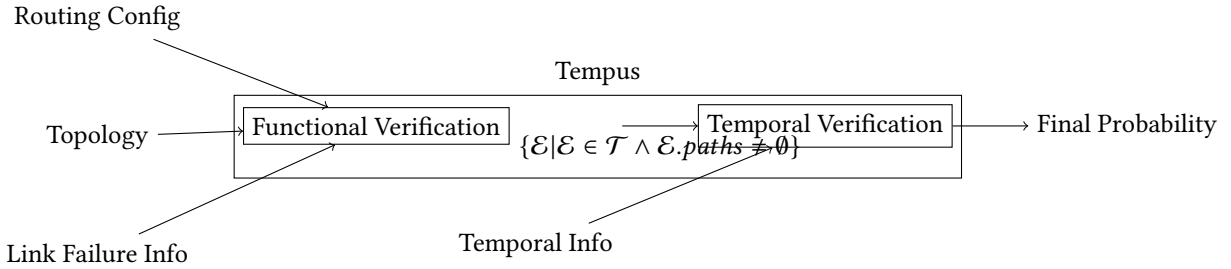 Routing Config
Tempus
Topology
Functional Verification
Temporal Verification
Final Probability
{ℰ|ℰ ∈ 𝒯 ∧ ℰ.paths ≢ ∅}
Link Failure Info
Temporal Info